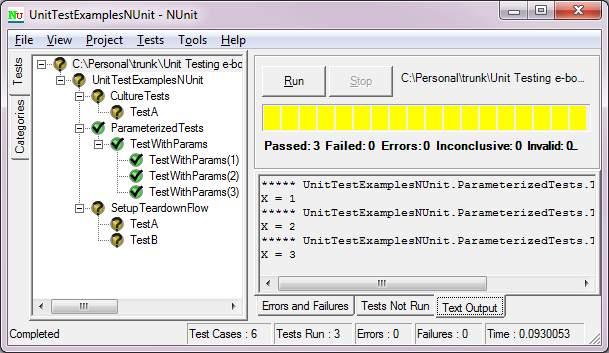 UnitTestExamplesNUnit - NUnit
File View Project Tests Tools Help
Tests
Categories
C:\Personal\trunk\Unit Testing e-bo
UnitTestExamplesNUnit
CultureTests
TestA
ParameterizedTests
TestWithParams
TestWithParams(1)
TestWithParams(2)
TestWithParams(3)
SetupTeardownFlow
TestA
TestB
Run Stop C:\Personal\trunk\Unit Testing e-bo...
Passed: 3 Failed: 0 Errors: 0 Inconclusive: 0 Invalid: 0..
***** UnitTestExamplesNUnit.ParameterizedTests.T
X = 1
***** UnitTestExamplesNUnit.ParameterizedTests.T
X = 2
***** UnitTestExamplesNUnit.ParameterizedTests.T
X = 3
Errors and Failures Tests Not Run Text Output
Completed Test Cases : 6 Tests Run : 3 Errors : 0 Failures : 0 Time : 0.0930053